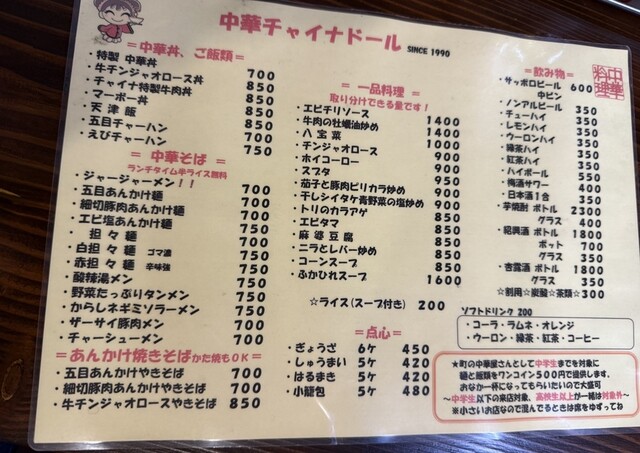 中華チャイナドール SINCE 1990
中華料理
＝中華丼、ご飯類＝
・特製 中華丼 700
・牛チンジャオロース丼 850
・チャイナ特製牛肉丼 850
・マーボー丼 850
・天 津 飯 850
・五目チャーハン 700
・えびチャーハン 750
＝ 中華そば ＝
ランチタイム半ライス無料
・ジャージャーメン！！ 700
・五目あんかけ麺 700
・細切豚肉あんかけ麺 700
・エビ塩あんかけ麺 750
・ 担 々 麺 700
・白担々麺 ゴマ濃 750
・赤担々麺 辛味強 750
・酸辣湯メン 750
・野菜たっぷりタンメン 750
・からしネギミソラーメン 750
・ザーサイ豚肉メン 700
・チャーシューメン 700
＝あんかけ焼きそばかた焼もOK＝
・五目あんかけやきそば 700
・細切豚肉あんかけやきそば 700
・牛チンジャオロースやきそば 850
＝ 一品料理 ＝
取り分けできる量です！
・エビチリソース 1400
・牛肉の牡蠣油炒め 1400
・八 宝 菜 1000
・チンジャオロース 900
・ホイコーロー 900
・スブタ 950
・茄子と豚肉ピリカラ炒め 900
・干しシイタケ青野菜の塩炒め 900
・トリのカラアゲ 850
・エビタマ 850
・麻 婆 豆 腐 850
・ニラとレバー炒め 850
・コーンスープ 850
・ふかひれスープ 1600
☆ライス(スープ付き) 200
＝ 点心 ＝
・ぎょうざ 6ケ 450
・しゅうまい 5ケ 420
・はるまき 5ケ 420
・小籠包 5ケ 480
＝飲み物＝
・サッポロビール 600
中ビン
・ノンアルビール 350
・チューハイ 350
・レモンハイ 350
・ウーロンハイ 350
・緑茶ハイ 350
・紅茶ハイ 350
・ハイボール 550
・梅酒サワー 400
・日本酒1合 350
・芋焼酎 ボトル 2300
グラス 400
・紹興酒 ボトル 1800
ポット 700
グラス 350
・杏露酒 ボトル 1800
グラス 350
☆割用☆炭酸☆茶類☆300
ソフトドリンク 200
・コーラ・ラムネ・オレンジ
・ウーロン・緑茶・紅茶・コーヒー
★町の中華屋さんとして中学生までを対象に
麺と飯類をワンコイン500円で提供します。
おなか一杯になってもらいたいので大盛可
～中学生以下の来店対象、高校生以上が一緒は対象外～
※小さいお店なので混んでるときは席をゆずってね